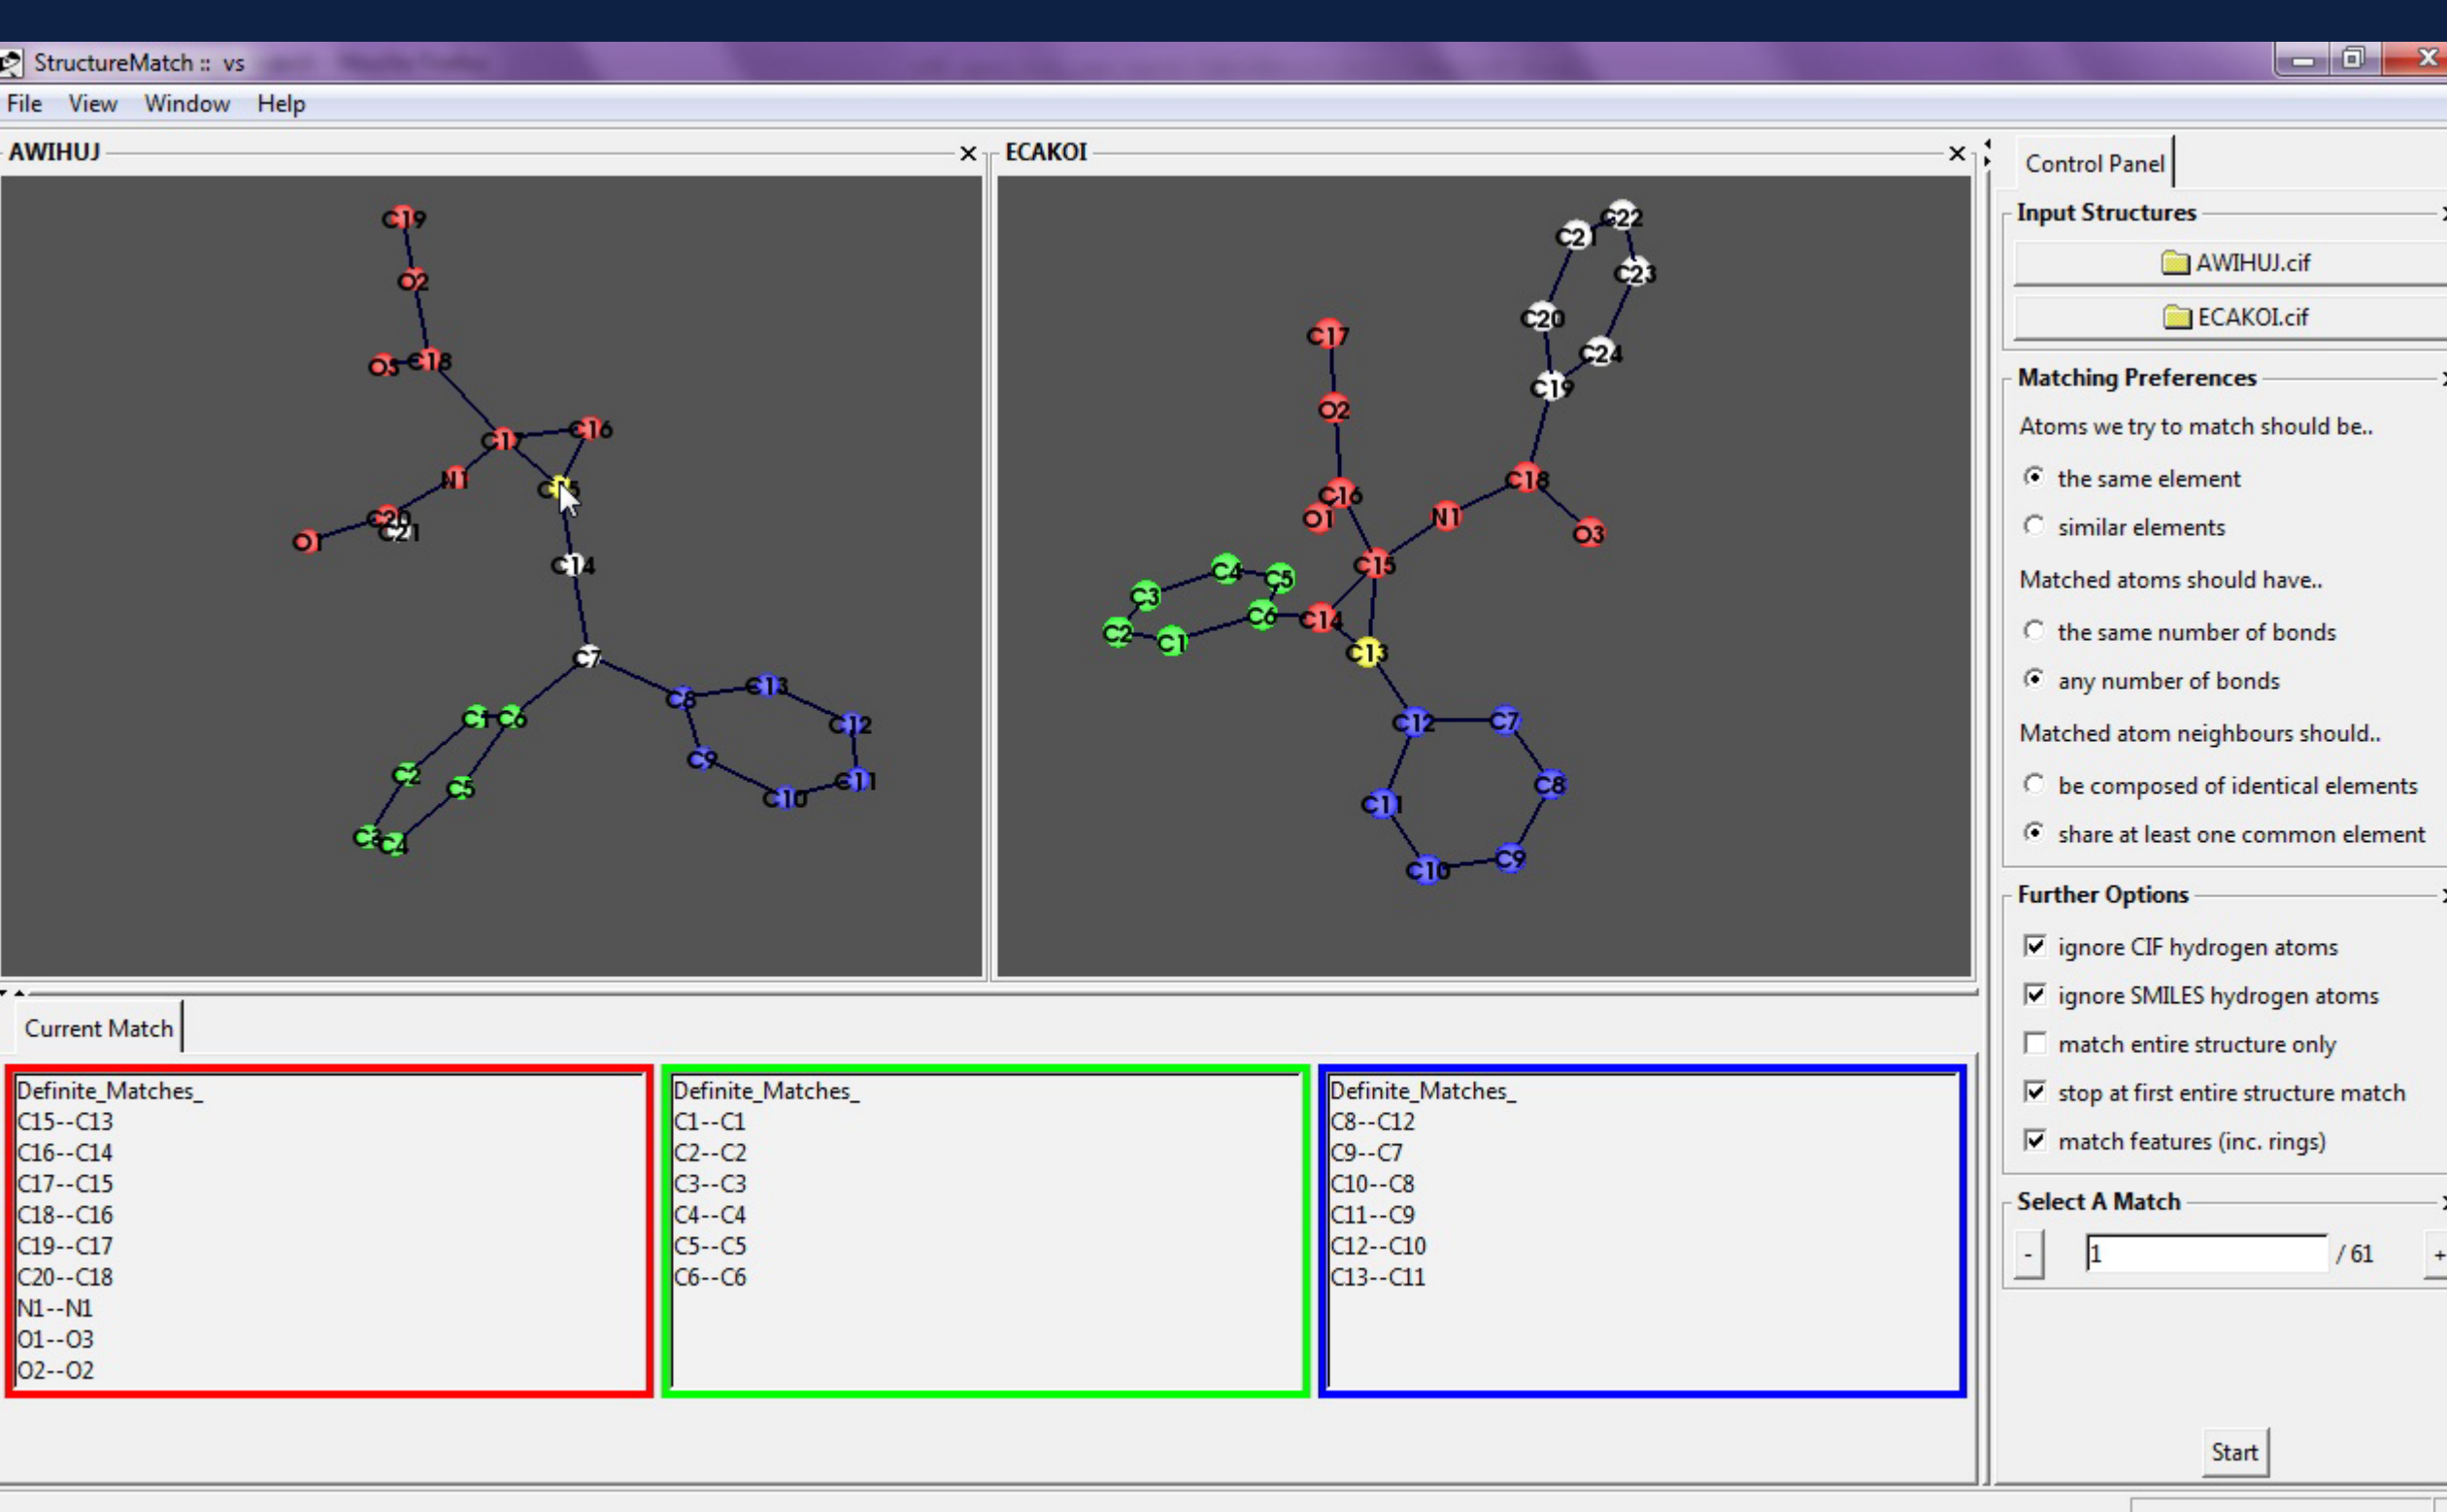 StructureMatch :: vs
File View Window Help
AWIHUJ
C19
O2
O3 C18
C17 C16
N1
C15
C20
C21
O1
C14
C7
C8 C13
C1 C6
C12
C9
C2
C5
C11
C10
C3
C4
ECAKOI
C22
C21
C23
C20
C17
C24
C19
O2
C18
C16
O1 N1
O3
C15
C4
C5
C3
C6 C14
C2
C1
C13
C12 C7
C8
C11
C9
C10
Control Panel
Input Structures
AWIHUJ.cif
ECAKOI.cif
Matching Preferences
Atoms we try to match should be..
the same element
similar elements
Matched atoms should have..
the same number of bonds
any number of bonds
Matched atom neighbours should..
be composed of identical elements
share at least one common element
Further Options
ignore CIF hydrogen atoms
ignore SMILES hydrogen atoms
match entire structure only
stop at first entire structure match
match features (inc. rings)
Select A Match
- 1 / 61 +
Start
Current Match
Definite_Matches_
C15--C13
C16--C14
C17--C15
C18--C16
C19--C17
C20--C18
N1--N1
O1--O3
O2--O2
Definite_Matches_
C1--C1
C2--C2
C3--C3
C4--C4
C5--C5
C6--C6
Definite_Matches_
C8--C12
C9--C7
C10--C8
C11--C9
C12--C10
C13--C11